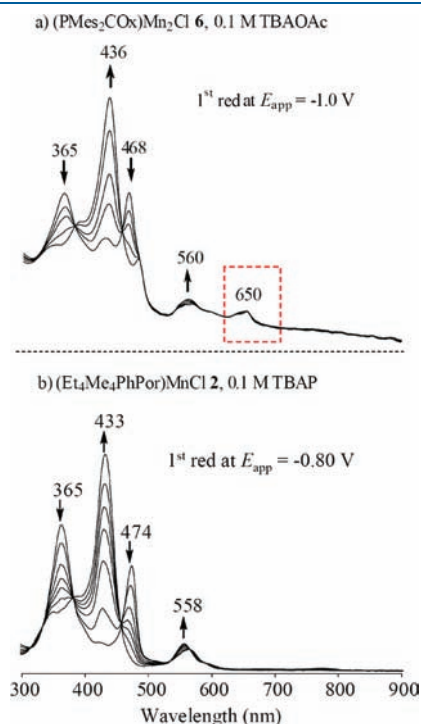 a) (PMes₂COx)Mn₂Cl 6, 0.1 M TBAOAc
436
1st red at Eapp = -1.0 V
365
468
560
650
b) (Et₄Me₄PhPor)MnCl 2, 0.1 M TBAP
433
1st red at Eapp = -0.80 V
365
474
558
300 400 500 600 700 800 900
Wavelength (nm)